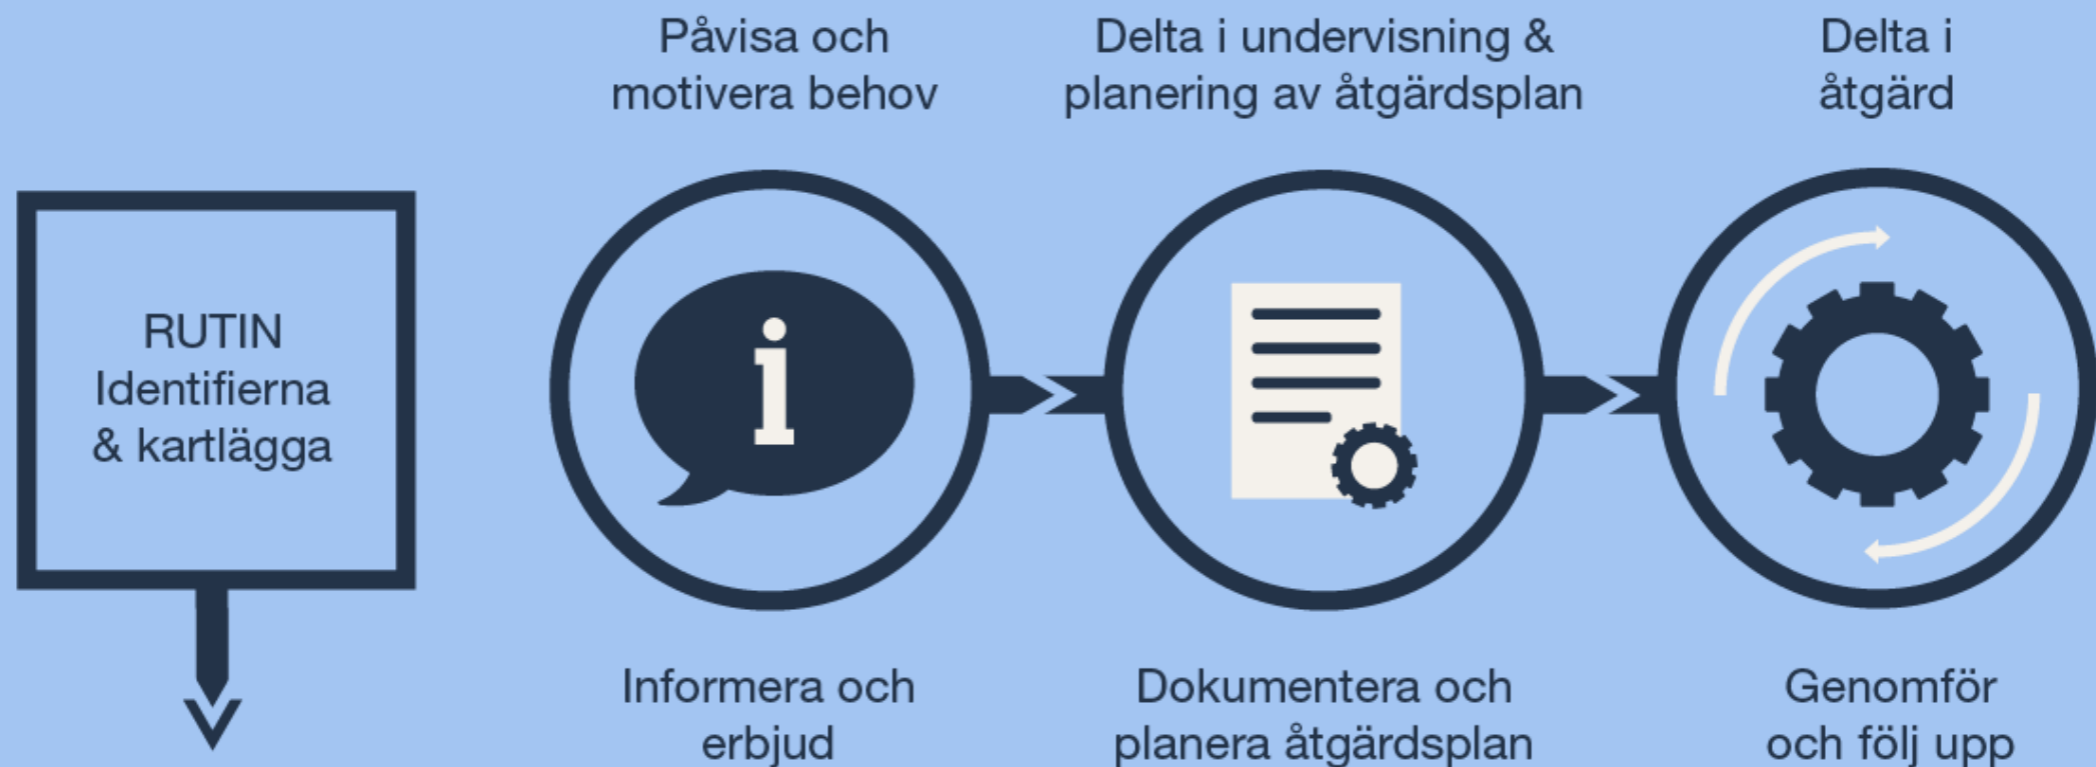 Påvisa och
motivera behov
Delta i undervisning &
planering av åtgärdsplan
Delta i
åtgärd
RUTIN
Identifierna
& kartlägga
i
Informera och
erbjud
Dokumentera och
planera åtgärdsplan
Genomför
och följ upp